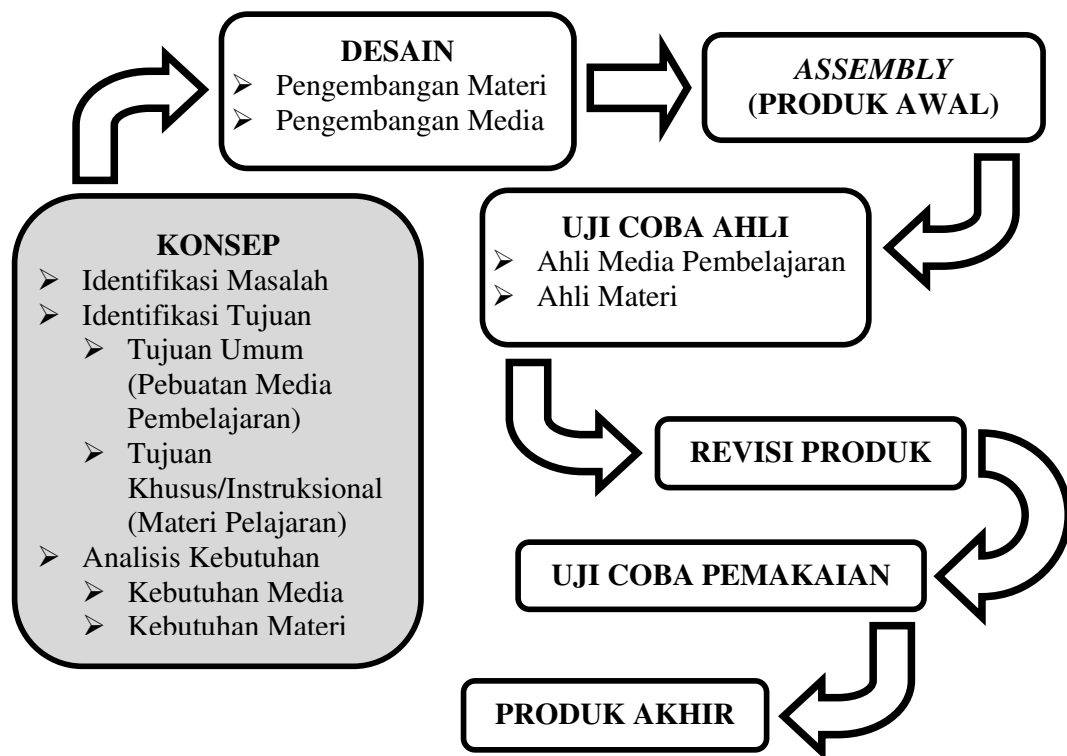 KONSEP
➢ Identifikasi Masalah
➢ Identifikasi Tujuan
➢ Tujuan Umum
(Pebuatan Media
Pembelajaran)
➢ Tujuan
Khusus/Instruksional
(Materi Pelajaran)
➢ Analisis Kebutuhan
➢ Kebutuhan Media
➢ Kebutuhan Materi
DESAIN
➢ Pengembangan Materi
➢ Pengembangan Media
ASSEMBLY
(PRODUK AWAL)
UJI COBA AHLI
➢ Ahli Media Pembelajaran
➢ Ahli Materi
REVISI PRODUK
UJI COBA PEMAKAIAN
PRODUK AKHIR